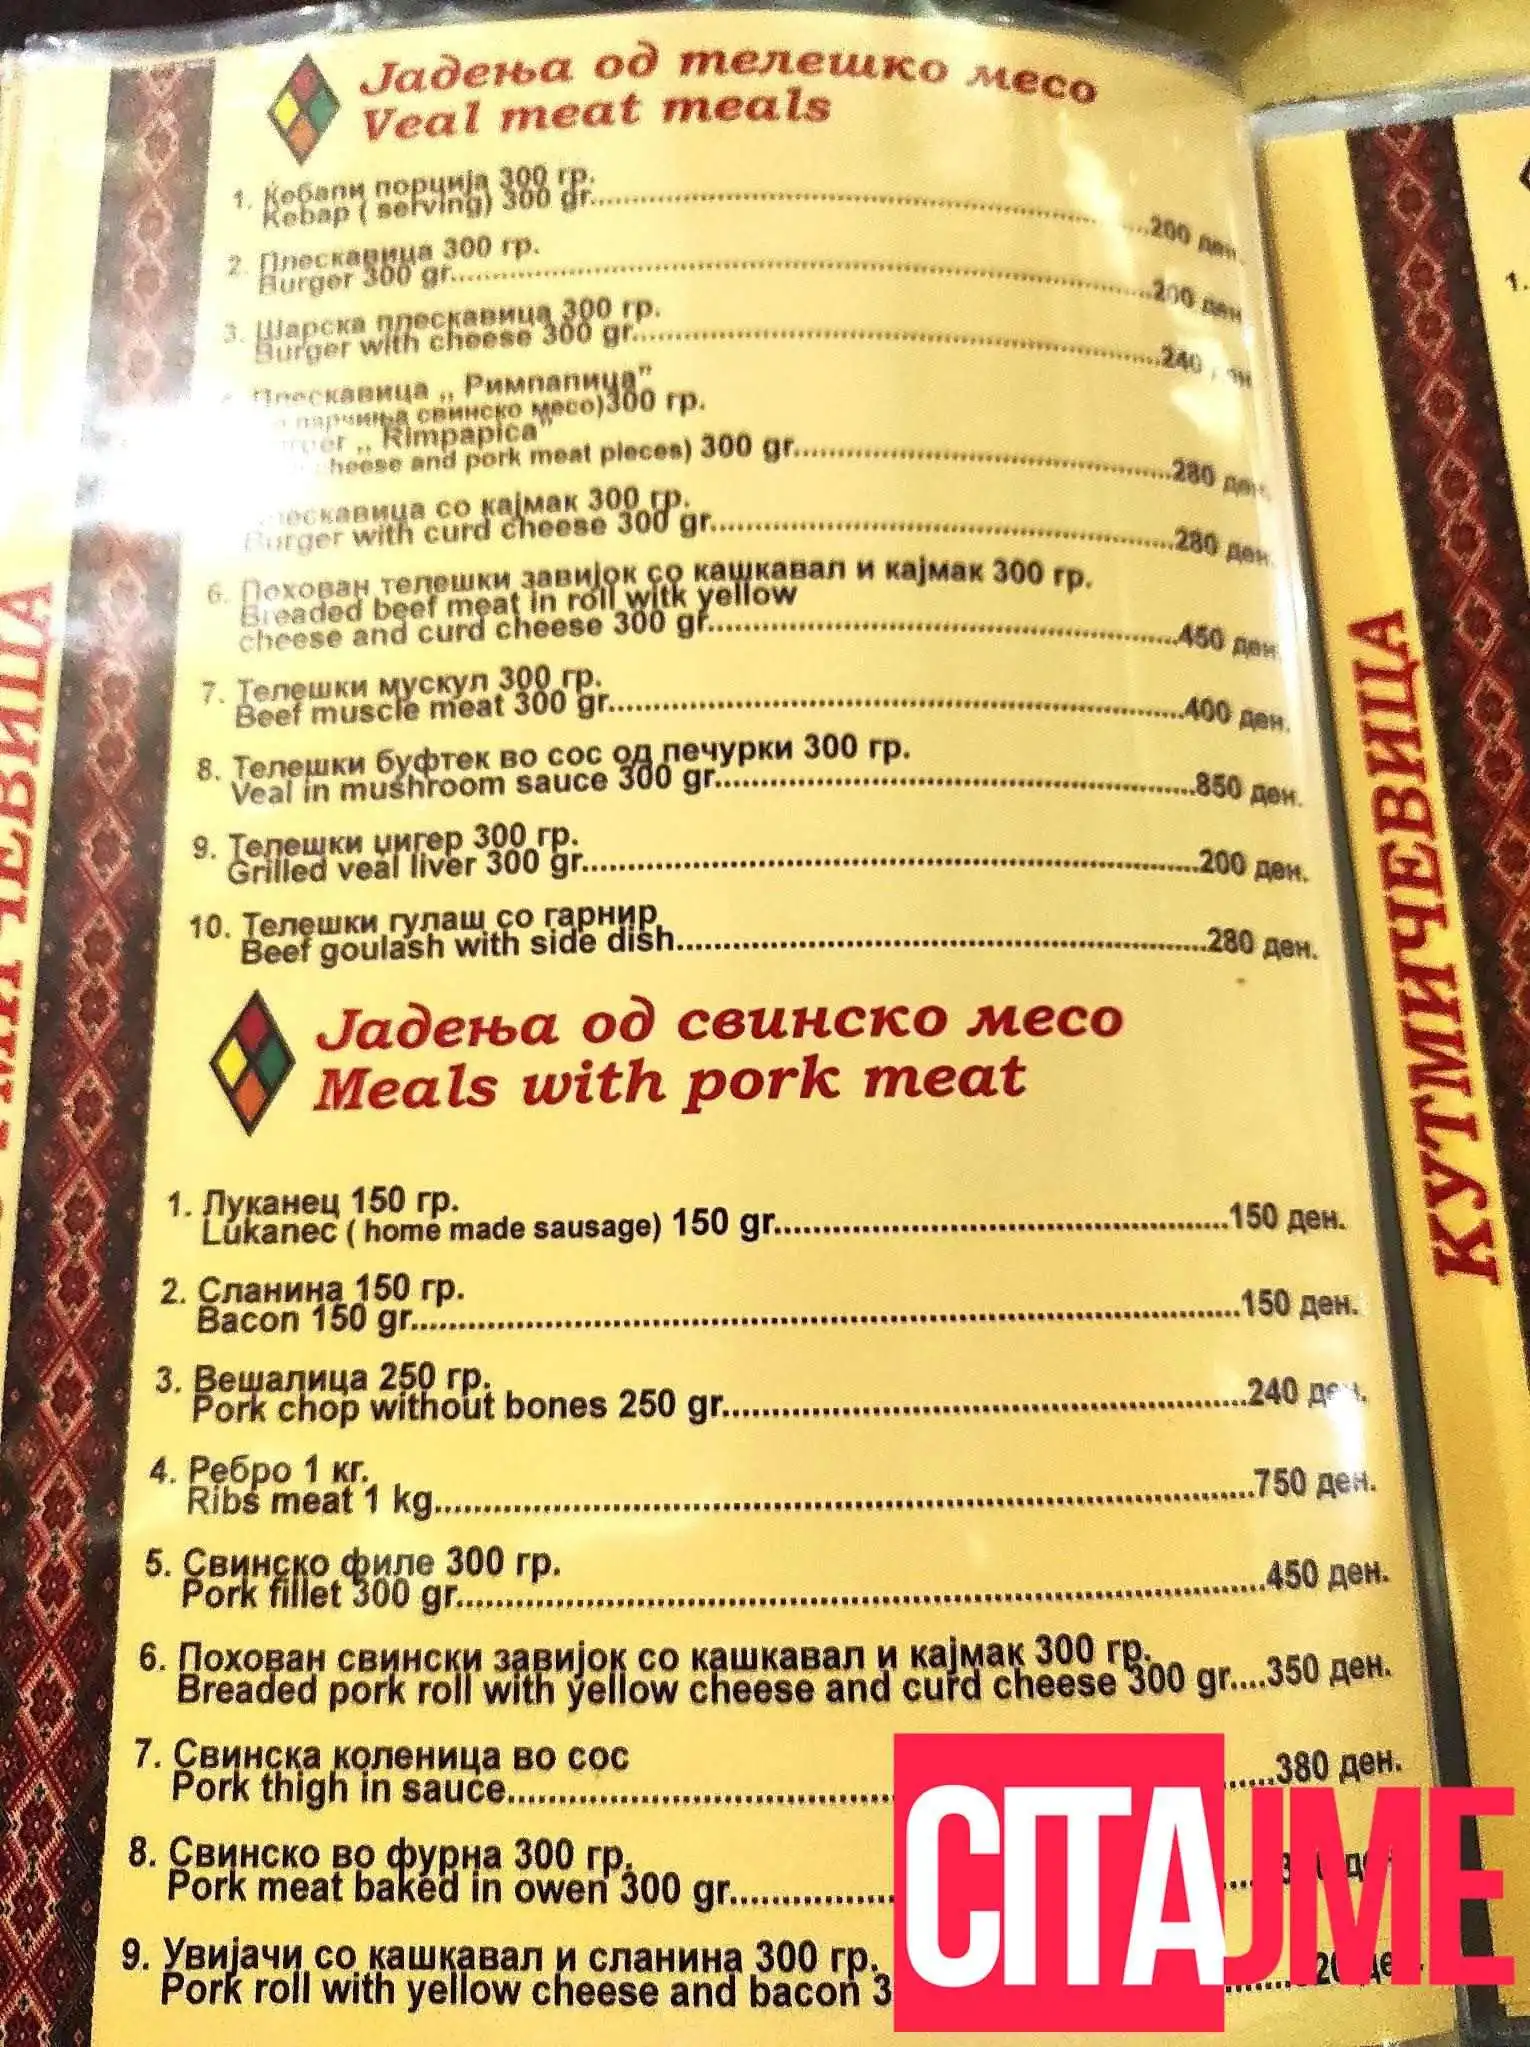 Јадења од телешко месо
Veal meat meals
1. Ќебапи порција 300 гр.
Kebap ( serving) 300 gr. 200 ден.
2. Плескавица 300 гр.
Burger 300 gr. 200 ден
3. Шарска плескавица 300 гр.
Burger with cheese 300 gr. 240
Плескавица ,, Римпапица"
парчиња свинско месо)300 гр.
,, Rimpapica"
cheese and pork meat pieces) 300 gr. 280 ден.
Плескавица со кајмак 300 гр.
Burger with curd cheese 300 gr. 280 ден.
6. Похован телешки завијок со кашкавал и кајмак 300 гр.
Breaded beef meat in roll witk yellow
cheese and curd cheese 300 gr. 450 ден.
7. Телешки мускул 300 гр.
Beef muscle meat 300 gr. 400 ден.
8. Телешки буфтек во сос од печурки 300 гр.
Veal in mushroom sauce 300 gr. 850 ден.
9. Телешки џигер 300 гр.
Grilled veal liver 300 gr. 200 ден.
10. Телешки гулаш со гарнир
Beef goulash with side dish 280 ден.
Јадења од свинско месо
Meals with pork meat
1. Луканец 150 гр.
Lukanec ( home made sausage) 150 gr. 150 ден.
2. Сланина 150 гр.
Bacon 150 gr. 150 ден.
3. Вешалица 250 гр.
Pork chop without bones 250 gr. 240 ден.
4. Ребро 1 кг.
Ribs meat 1 kg. 750 ден.
5. Свинско филе 300 гр.
Pork fillet 300 gr. 450 ден.
6. Похован свински завијок со кашкавал и кајмак 300 гр.
Breaded pork roll with yellow cheese and curd cheese 300 gr....350 ден.
7. Свинска коленица во сос
Pork thigh in sauce 380 ден.
8. Свинско во фурна 300 гр.
Pork meat baked in owen 300 gr.
9. Увијачи со кашкавал и сланина 300 гр.
Pork roll with yellow cheese and bacon 3
КУТМИЧЕВИЦА
1.
CITAJME